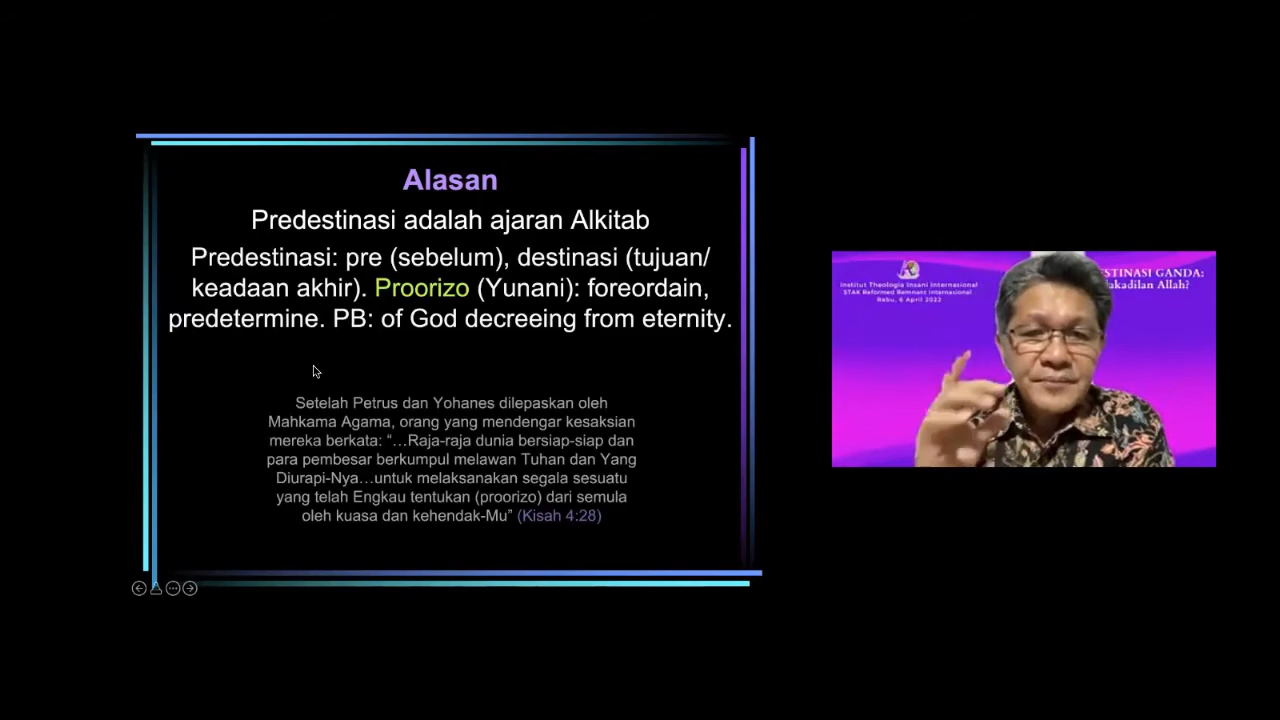 Alasan
Predestinasi adalah ajaran Alkitab
Predestinasi: pre (sebelum), destinasi (tujuan/
keadaan akhir). Proorizo (Yunani): foreordain,
predetermine. PB: of God decreeing from eternity.
Setelah Petrus dan Yohanes dilepaskan oleh
Mahkama Agama, orang yang mendengar kesaksian
mereka berkata: “…Raja-raja dunia bersiap-siap dan
para pembesar berkumpul melawan Tuhan dan Yang
Diurapi-Nya…untuk melaksanakan segala sesuatu
yang telah Engkau tentukan (proorizo) dari semula
oleh kuasa dan kehendak-Mu” (Kisah 4:28)
Institut Theologia Insani Internasional
STAK Reformed Remnant Internasional
Rabu, 6 April 2022
STINASI GANDA:
akadilan Allah?